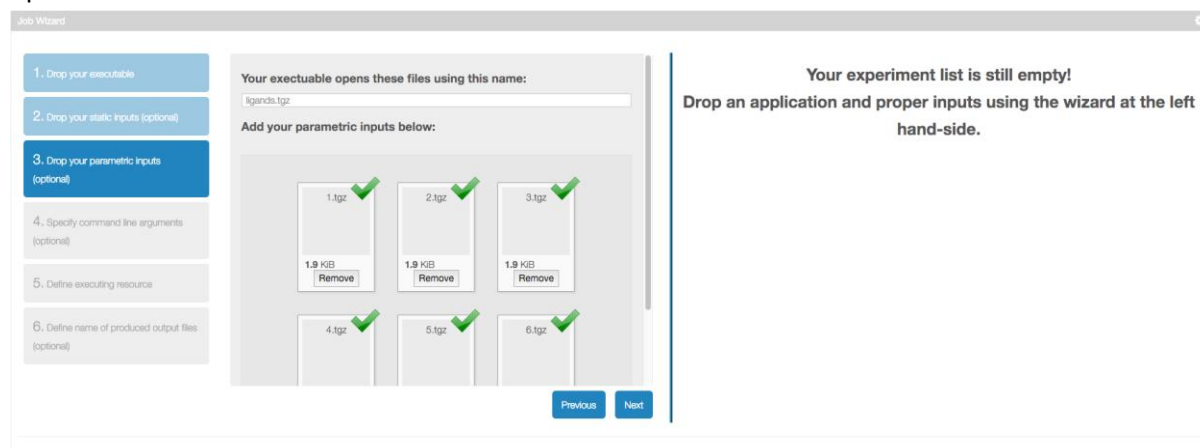 Job Wizard
1. Drop your executable
2. Drop your static inputs (optional)
3. Drop your parametric inputs
(optional)
4. Specify command line arguments
(optional)
5. Define executing resource
6. Define name of produced output files
(optional)
Your exectuable opens these files using this name:
ligands.tgz
Add your parametric inputs below:
1.tgz 2.tgz 3.tgz
1.9 KiB 1.9 KiB 1.9 KiB
Remove Remove Remove
4.tgz 5.tgz 6.tgz
Previous Next
Your experiment list is still empty!
Drop an application and proper inputs using the wizard at the left
hand-side.